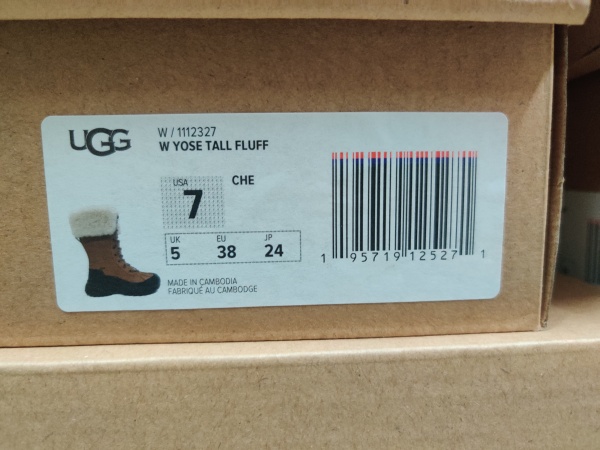 UGG
W / 1112327
W YOSE TALL FLUFF
USA
7
CHE
UK EU JP
5 38 24
MADE IN CAMBODIA
FABRIQUÉ AU CAMBODGE
1 95719 12527 1